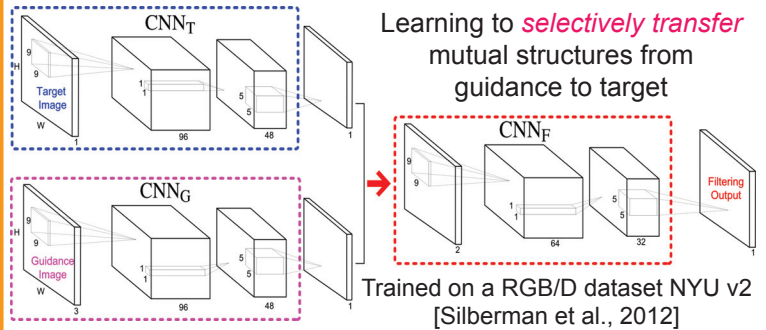 CNN_T
9
H
9
Target
Image
W
1
1
1
96
5
5
48
1
Learning to selectively transfer
mutual structures from
guidance to target
CNN_G
9
H
9
Guidance
Image
W
3
1
1
96
5
5
48
1
CNN_F
9
9
2
1
1
64
5
5
32
Filtering
Output
1
Trained on a RGB/D dataset NYU v2
[Silberman et al., 2012]